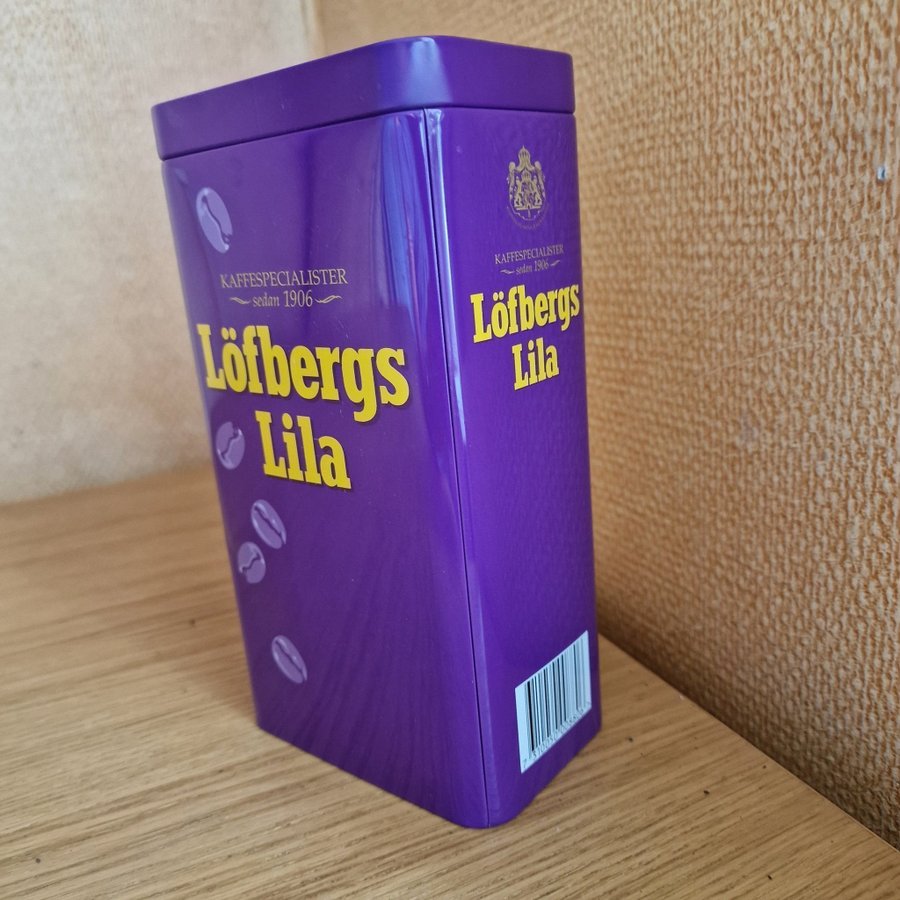 KAFFESPECIALISTER
sedan 1906
Löfbergs
Lila
KAFFESPECIALISTER
sedan 1906
Löfbergs
Lila